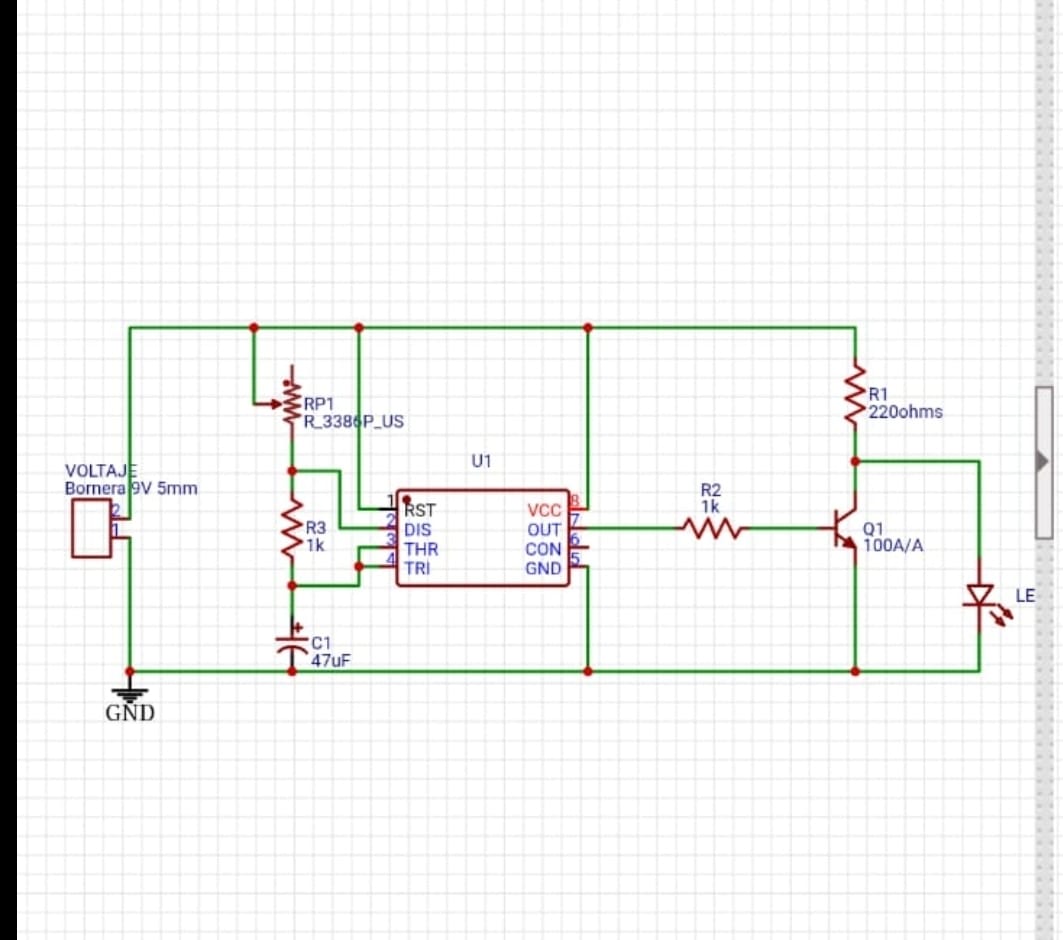 RP1
R_3386P_US
R1
220ohms
VOLTAJE
Bornera 9V 5mm
2
1
U1
R2
1k
1
RST
2
DIS
3
THR
4
TRI
VCC
8
OUT
7
CON
6
GND
5
R3
1k
Q1
100A/A
LE
+
C1
47uF
GND